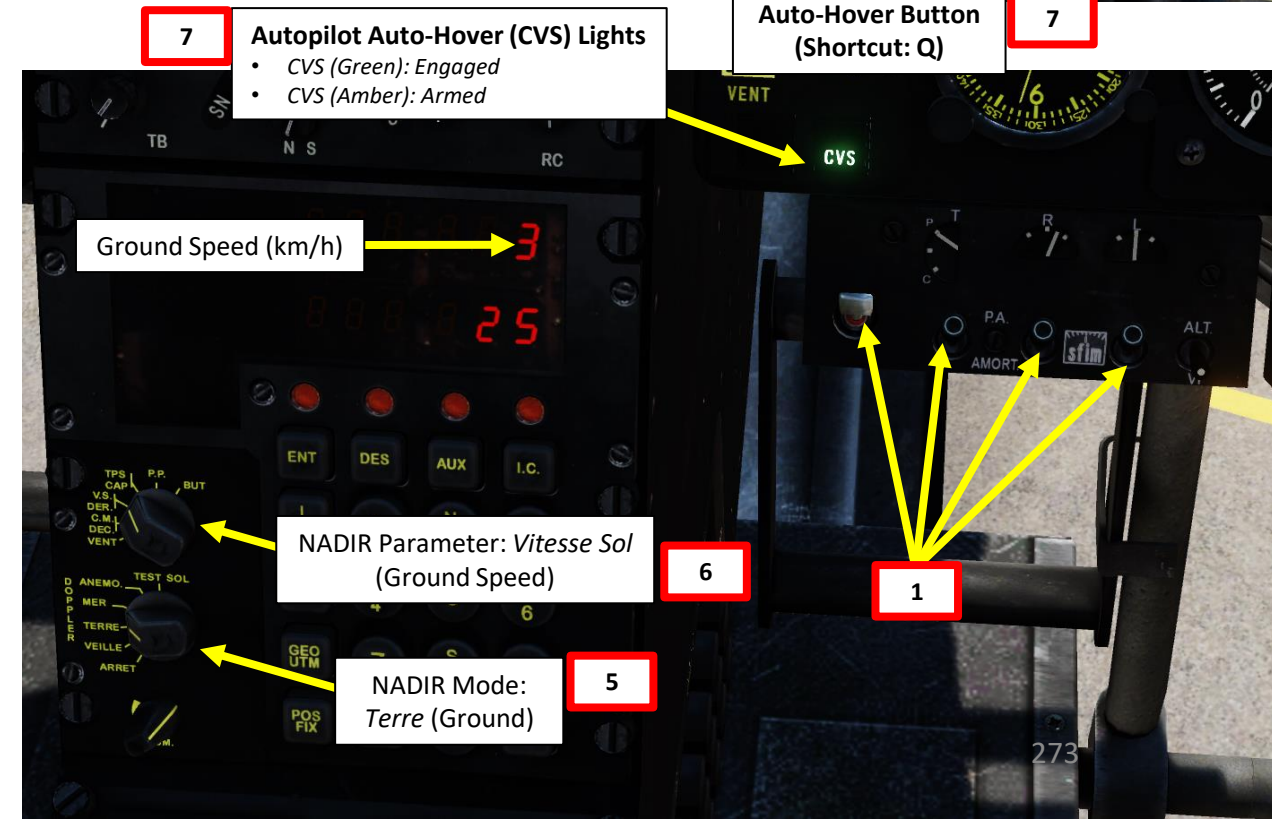 7
Autopilot Auto-Hover (CVS) Lights
• CVS (Green): Engaged
• CVS (Amber): Armed
Auto-Hover Button
(Shortcut: Q)
7
VENT
CVS
TB
SN
N S
RC
Ground Speed (km/h)
3
25
T
P
C
R
L
P.A.
AMORT
sfim
ALT.
V.
6
0
ENT
DES
AUX
I.C.
TPS
P.P.
CAP
BUT
V.S.
DER.
C.M.
DEC.
VENT
NADIR Parameter: Vitesse Sol
(Ground Speed)
6
1
DOPPLER
ANEMO.
TEST SOL
MER
TERRE
VEILLE
ARRET
6
GEO
UTM
NADIR Mode:
Terre (Ground)
5
POS
FIX
273